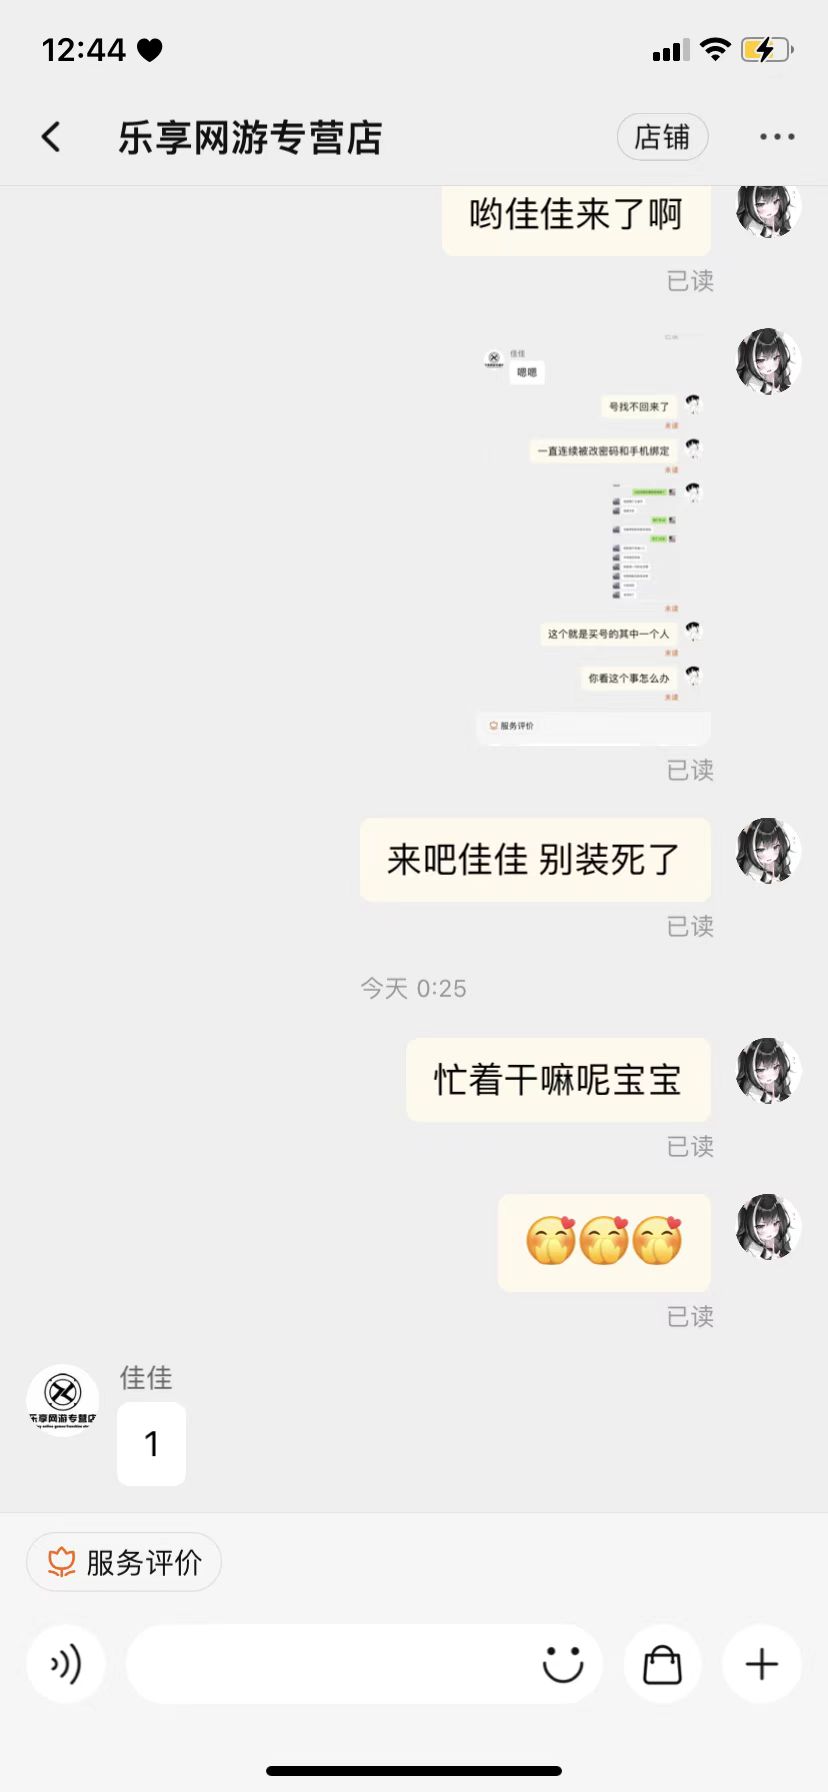 12:44
乐享网游专营店
店铺
哟佳佳来了啊
已读
佳佳
嗯嗯
号找不回来了
未读
一直连续被改密码和手机绑定
未读
未读
这个就是买号的其中一个人
未读
你看这个事怎么办
未读
服务评价
已读
来吧佳佳 别装死了
已读
今天 0:25
忙着干嘛呢宝宝
已读
已读
佳佳
乐享网游专营店
1
服务评价